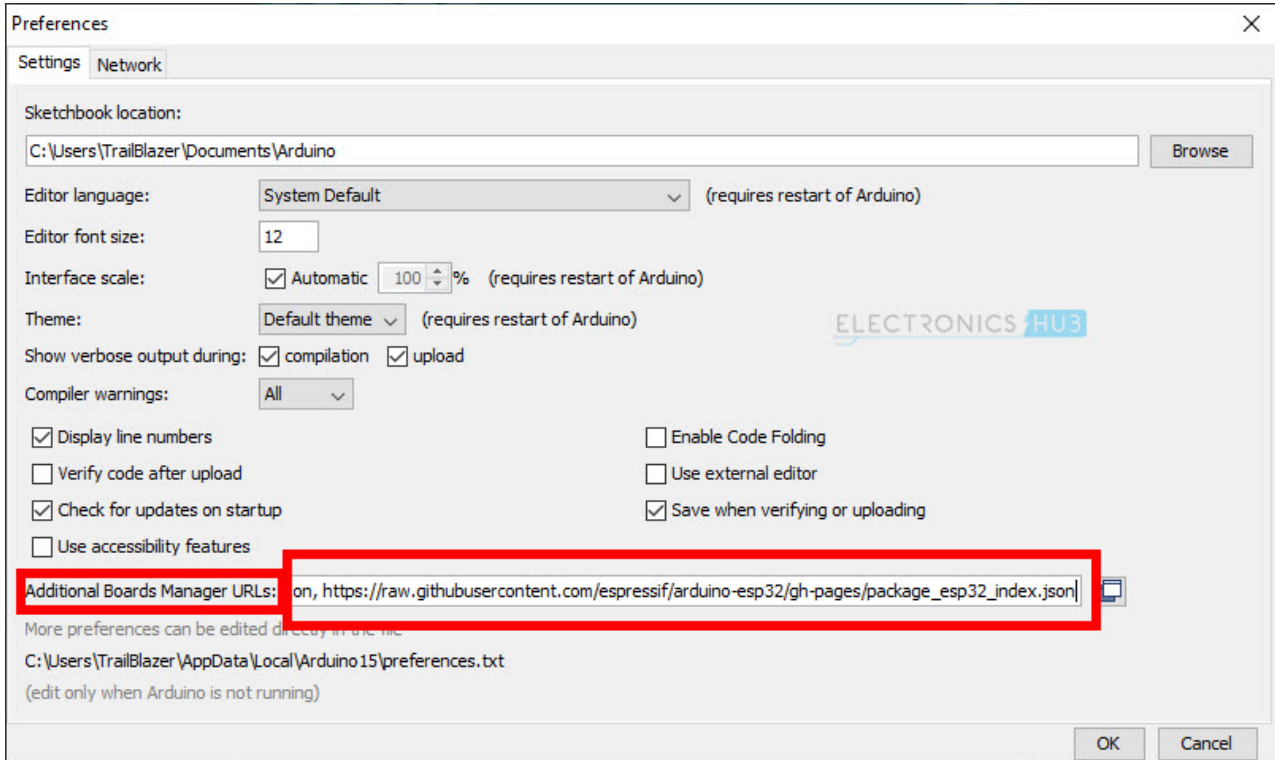 Preferences
Settings Network
Sketchbook location:
C:\Users\TrailBlazer\Documents\Arduino Browse
Editor language: System Default (requires restart of Arduino)
Editor font size: 12
Interface scale: Automatic 100 % (requires restart of Arduino)
Theme: Default theme (requires restart of Arduino)
ELECTRONICS HUB
Show verbose output during: compilation upload
Compiler warnings: All
Display line numbers Enable Code Folding
Verify code after upload Use external editor
Check for updates on startup Save when verifying or uploading
Use accessibility features
Additional Boards Manager URLs: on, https://raw.githubusercontent.com/espressif/arduino-esp32/gh-pages/package_esp32_index.json
More preferences can be edited directly in the file
C:\Users\TrailBlazer\AppData\Local\Arduino15\preferences.txt
(edit only when Arduino is not running)
OK Cancel